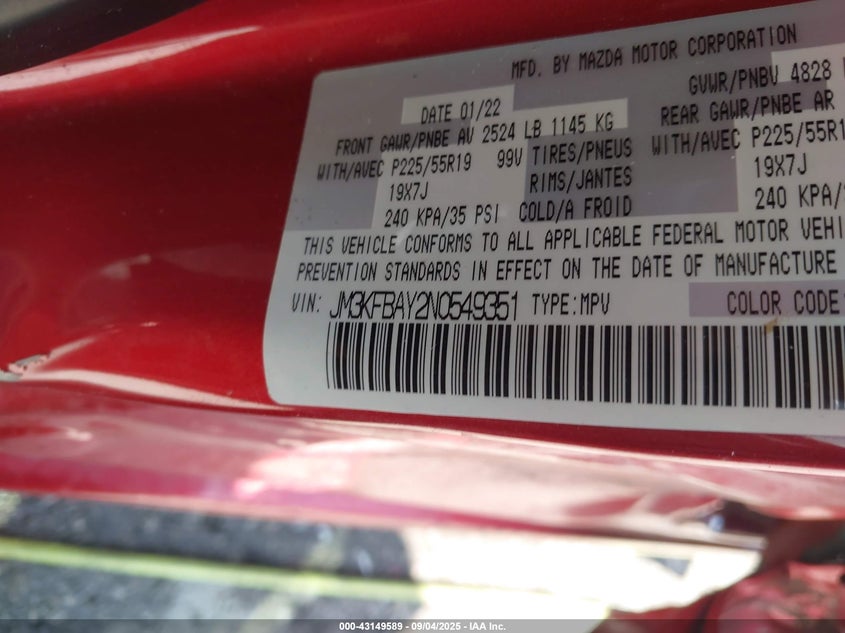 MFD. BY MAZDA MOTOR CORPORATION
DATE 01/22
GVWR/PNBV 4828
FRONT GAWR/PNBE AV 2524 LB 1145 KG
REAR GAWR/PNBE AR
WITH/AVEC P225/55R19 99V TIRES/PNEUS WITH/AVEC P225/55R1
19X7J RIMS/JANTES 19X7J
240 KPA/35 PSI COLD/A FROID 240 KPA/
THIS VEHICLE CONFORMS TO ALL APPLICABLE FEDERAL MOTOR VEHI
PREVENTION STANDARDS IN EFFECT ON THE DATE OF MANUFACTURE
VIN: JM3KFBAY2N0549351 TYPE:MPV COLOR CODE:
000-43149589 - 09/04/2025 - IAA Inc.